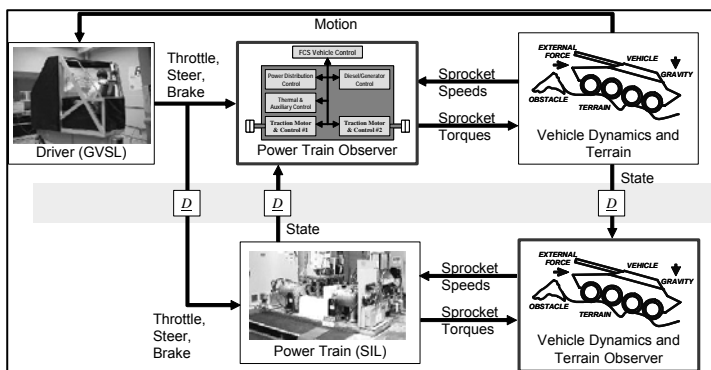 Motion
Throttle,
Steer,
Brake
Driver (GVSL)
FCS Vehicle Control
Power Distribution
Control
Diesel/Generator
Control
Thermal &
Auxiliary Control
Traction Motor
& Control #1
Traction Motor
& Control #2
Power Train Observer
Sprocket
Speeds
Sprocket
Torques
EXTERNAL
FORCE
VEHICLE
GRAVITY
OBSTACLE
TERRAIN
Vehicle Dynamics and
Terrain
State
D
D
D
State
Throttle,
Steer,
Brake
Power Train (SIL)
Sprocket
Speeds
Sprocket
Torques
EXTERNAL
FORCE
VEHICLE
GRAVITY
OBSTACLE
TERRAIN
Vehicle Dynamics and
Terrain Observer